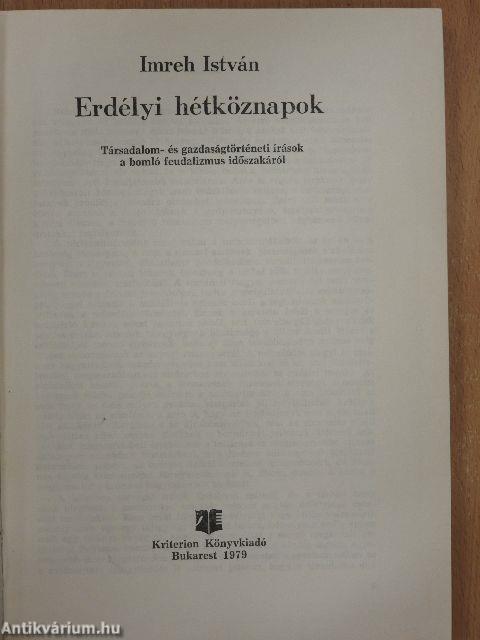 Imreh István
Erdélyi hétköznapok
Társadalom- és gazdaságtörténeti írások
a bomló feudalizmus időszakáról
Kriterion Könyvkiadó
Bukarest 1979
Antikvárium.hu